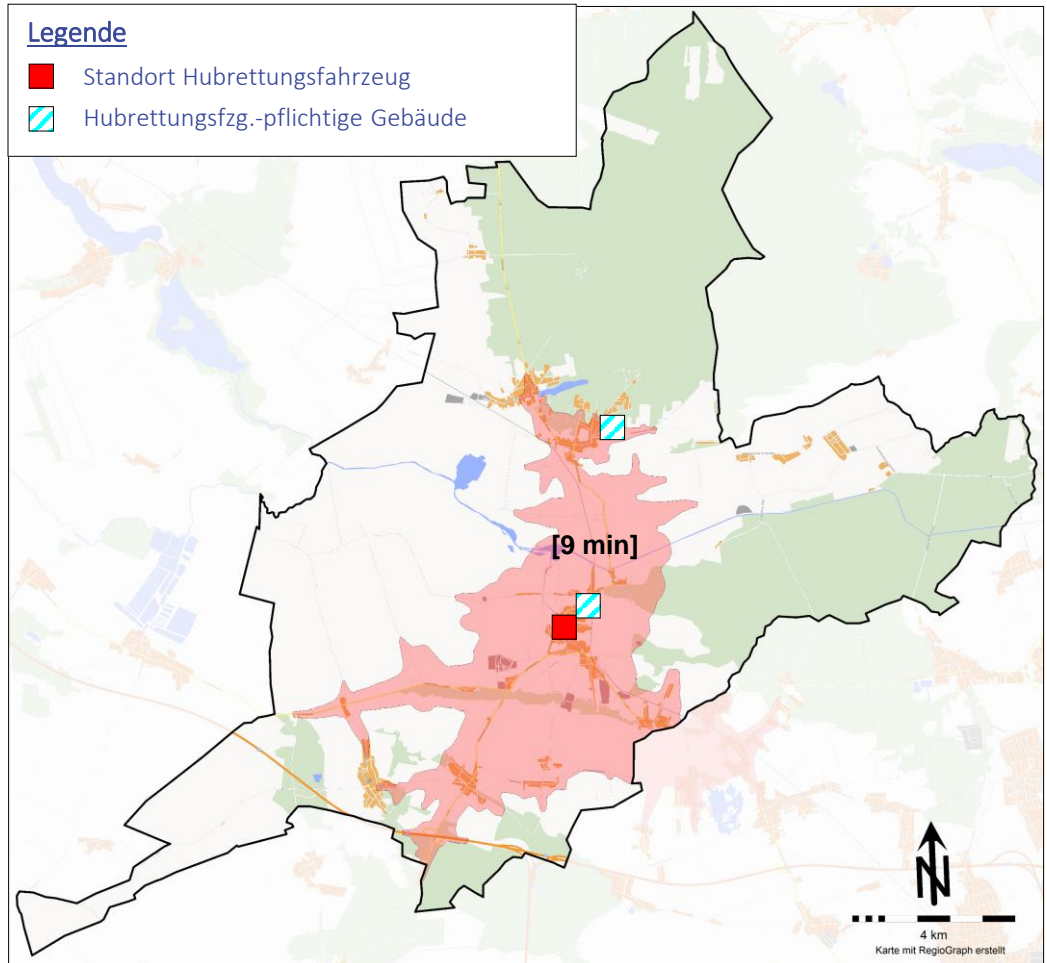 Legende
Standort Hubrettungsfahrzeug
Hubrettungsfzg.-pflichtige Gebäude
[9 min]
N
4 km
Karte mit RegioGraph erstellt